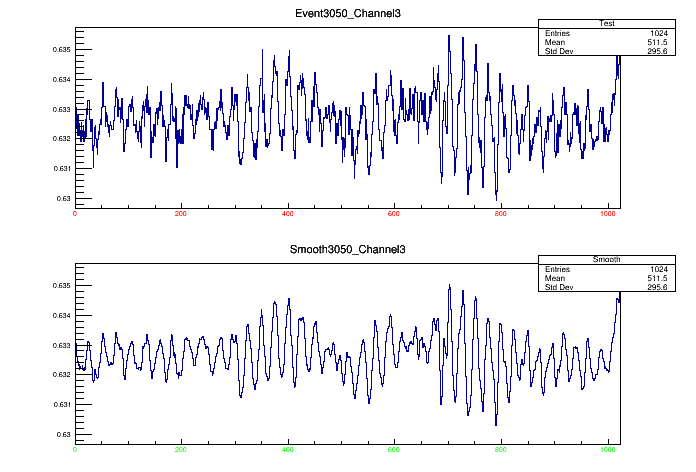 Event3050_Channel3
Test
Entries 1024
Mean 511.5
Std Dev 295.6
0.635
0.634
0.633
0.632
0.631
0.63
0 200 400 600 800 1000
Smooth3050_Channel3
Smooth
Entries 1024
Mean 511.5
Std Dev 295.6
0.635
0.634
0.633
0.632
0.631
0.63
0 200 400 600 800 1000